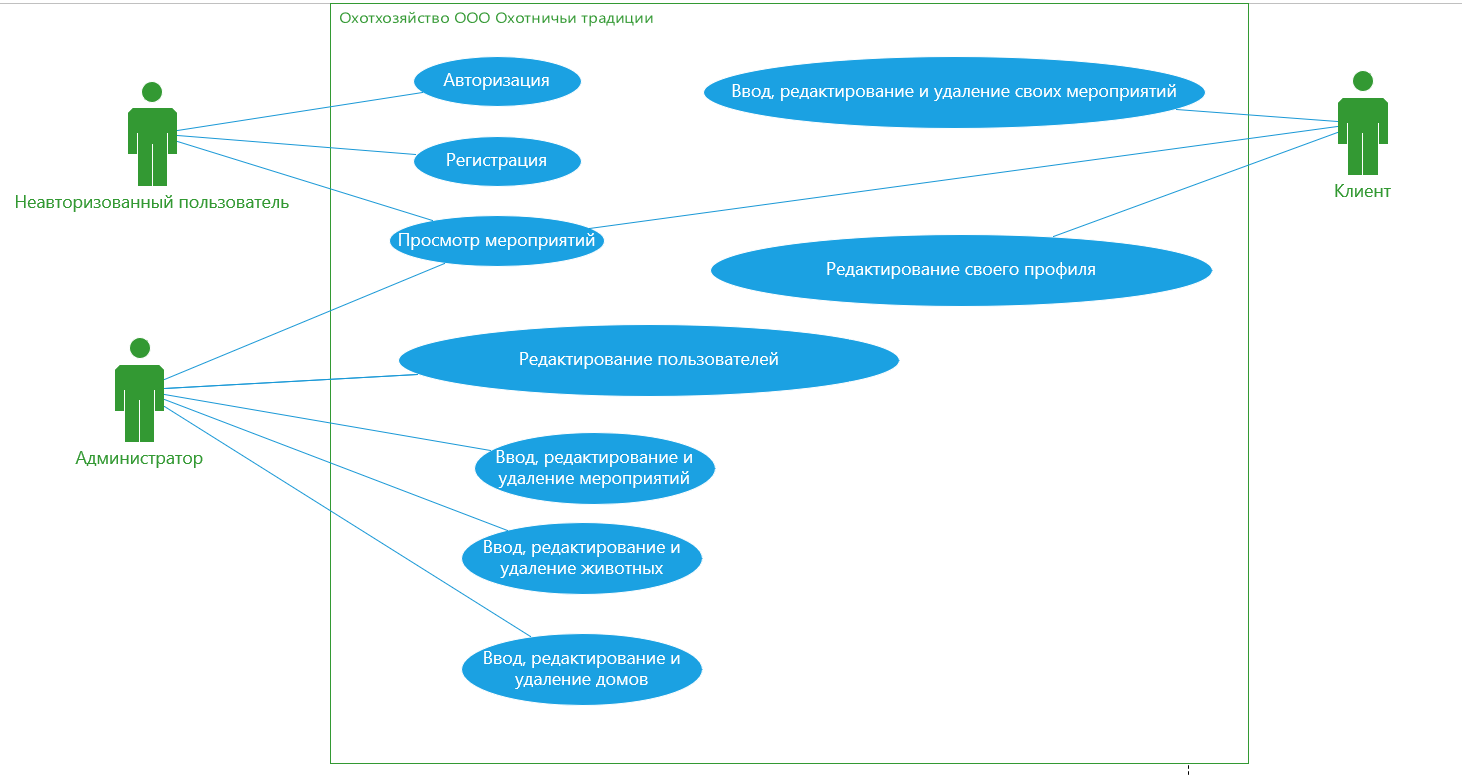 Охотхозяйство ООО Охотничьи традиции
Авторизация
Ввод, редактирование и удаление своих мероприятий
Регистрация
Неавторизованный пользователь
Клиент
Просмотр мероприятий
Редактирование своего профиля
Редактирование пользователей
Администратор
Ввод, редактирование и
удаление мероприятий
Ввод, редактирование и
удаление животных
Ввод, редактирование и
удаление домов